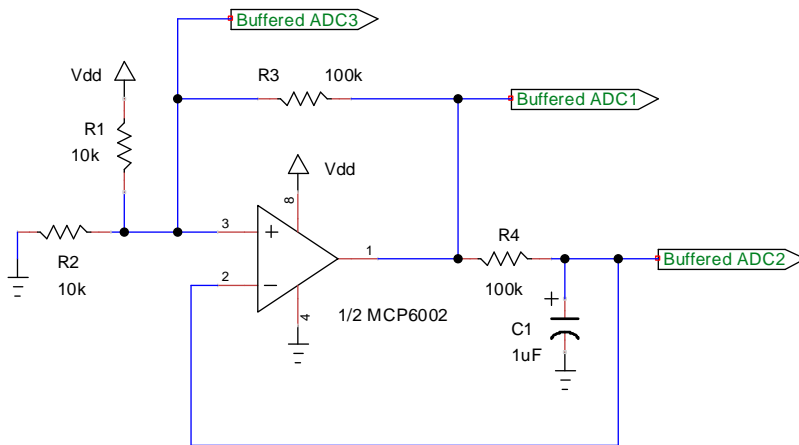 Buffered ADC3
Vdd
R3 100k
Buffered ADC1
R1
10k
Vdd
8
3
+
R2
10k
1
R4
100k
Buffered ADC2
2
−
4
1/2 MCP6002
+
C1
1uF